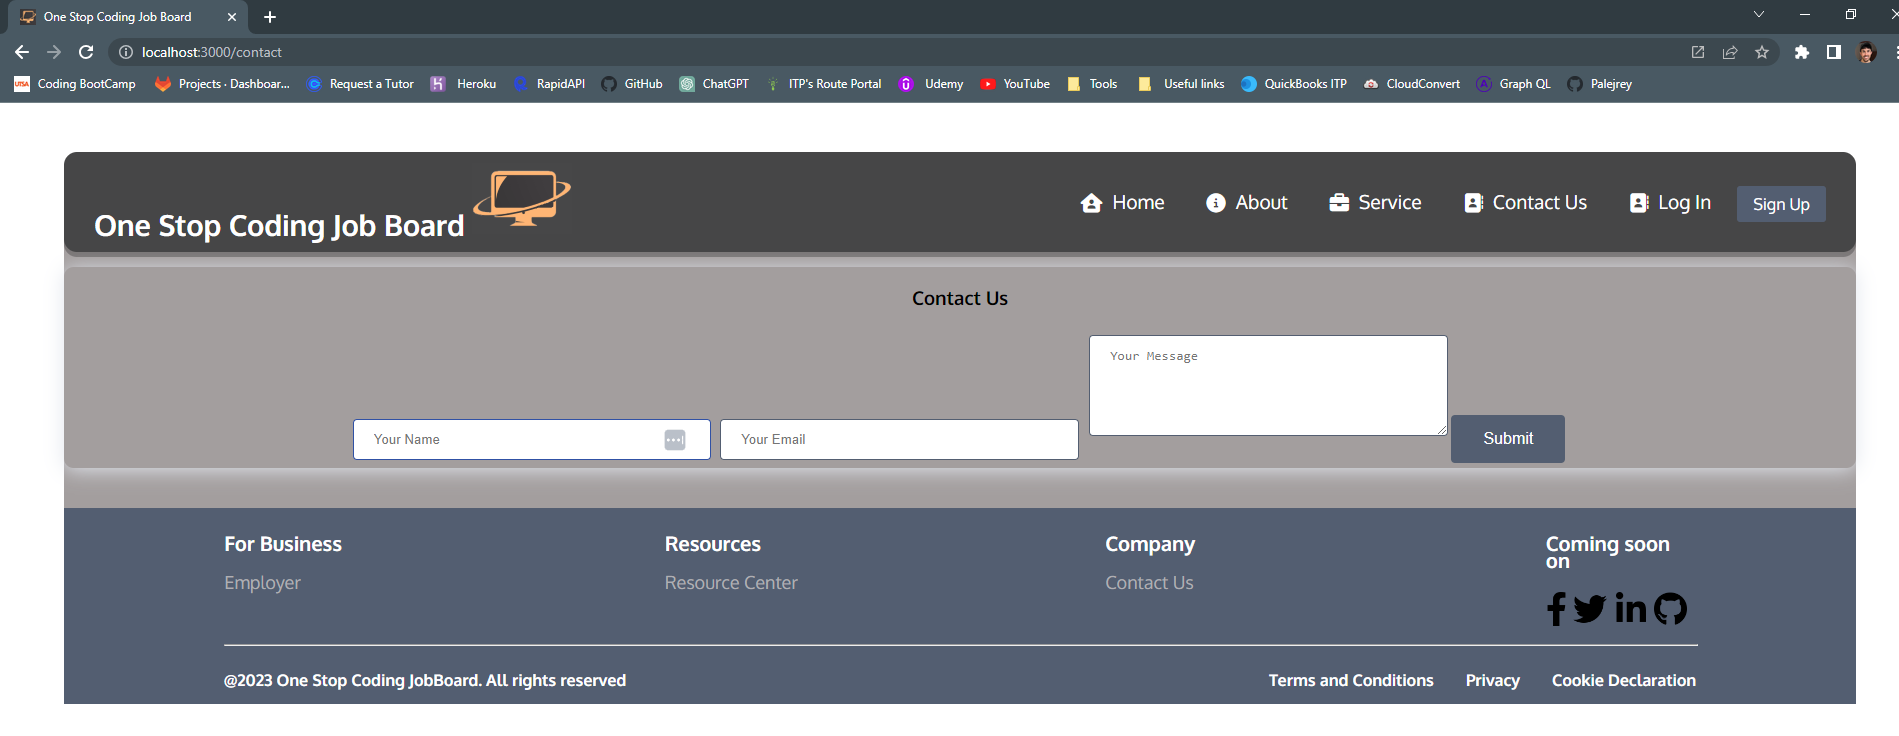 One Stop Coding Job Board
localhost:3000/contact
Coding BootCamp Projects · Dashboar... Request a Tutor Heroku RapidAPI GitHub ChatGPT ITP's Route Portal Udemy YouTube Tools Useful links QuickBooks ITP CloudConvert Graph QL Palejrey
One Stop Coding Job Board
Home About Service Contact Us Log In Sign Up
Contact Us
Your Message
Your Name Your Email Submit
For Business Resources Company Coming soon
on
Employer Resource Center Contact Us
@2023 One Stop Coding JobBoard. All rights reserved Terms and Conditions Privacy Cookie Declaration